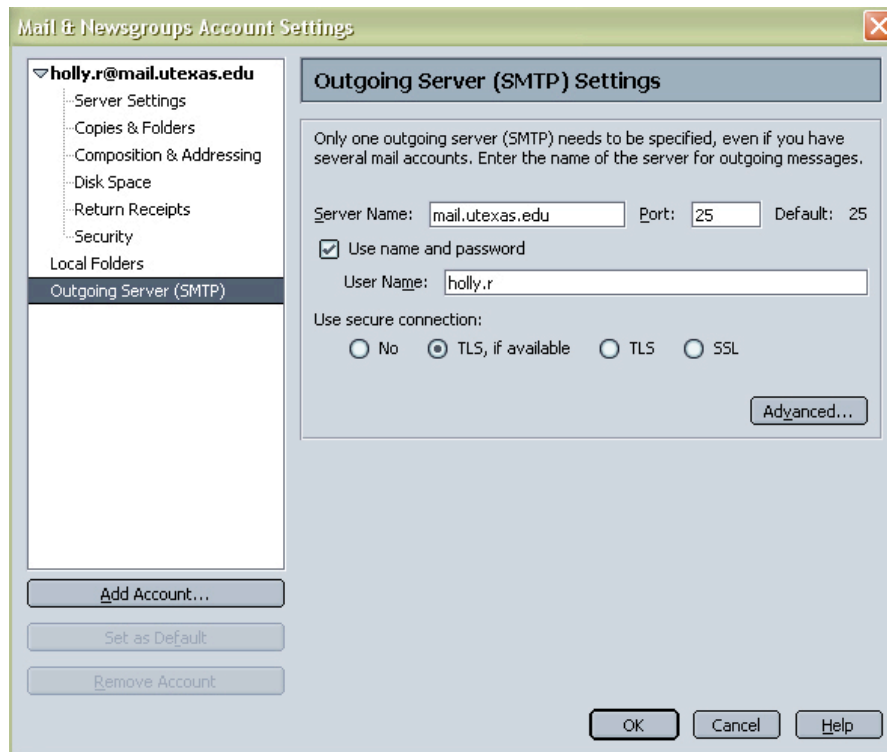 Mail & Newsgroups Account Settings
holly.r@mail.utexas.edu
Server Settings
Copies & Folders
Composition & Addressing
Disk Space
Return Receipts
Security
Local Folders
Outgoing Server (SMTP)
Add Account...
Set as Default
Remove Account
Outgoing Server (SMTP) Settings
Only one outgoing server (SMTP) needs to be specified, even if you have
several mail accounts. Enter the name of the server for outgoing messages.
Server Name: mail.utexas.edu Port: 25 Default: 25
Use name and password
User Name: holly.r
Use secure connection:
No TLS, if available TLS SSL
Advanced...
OK Cancel Help